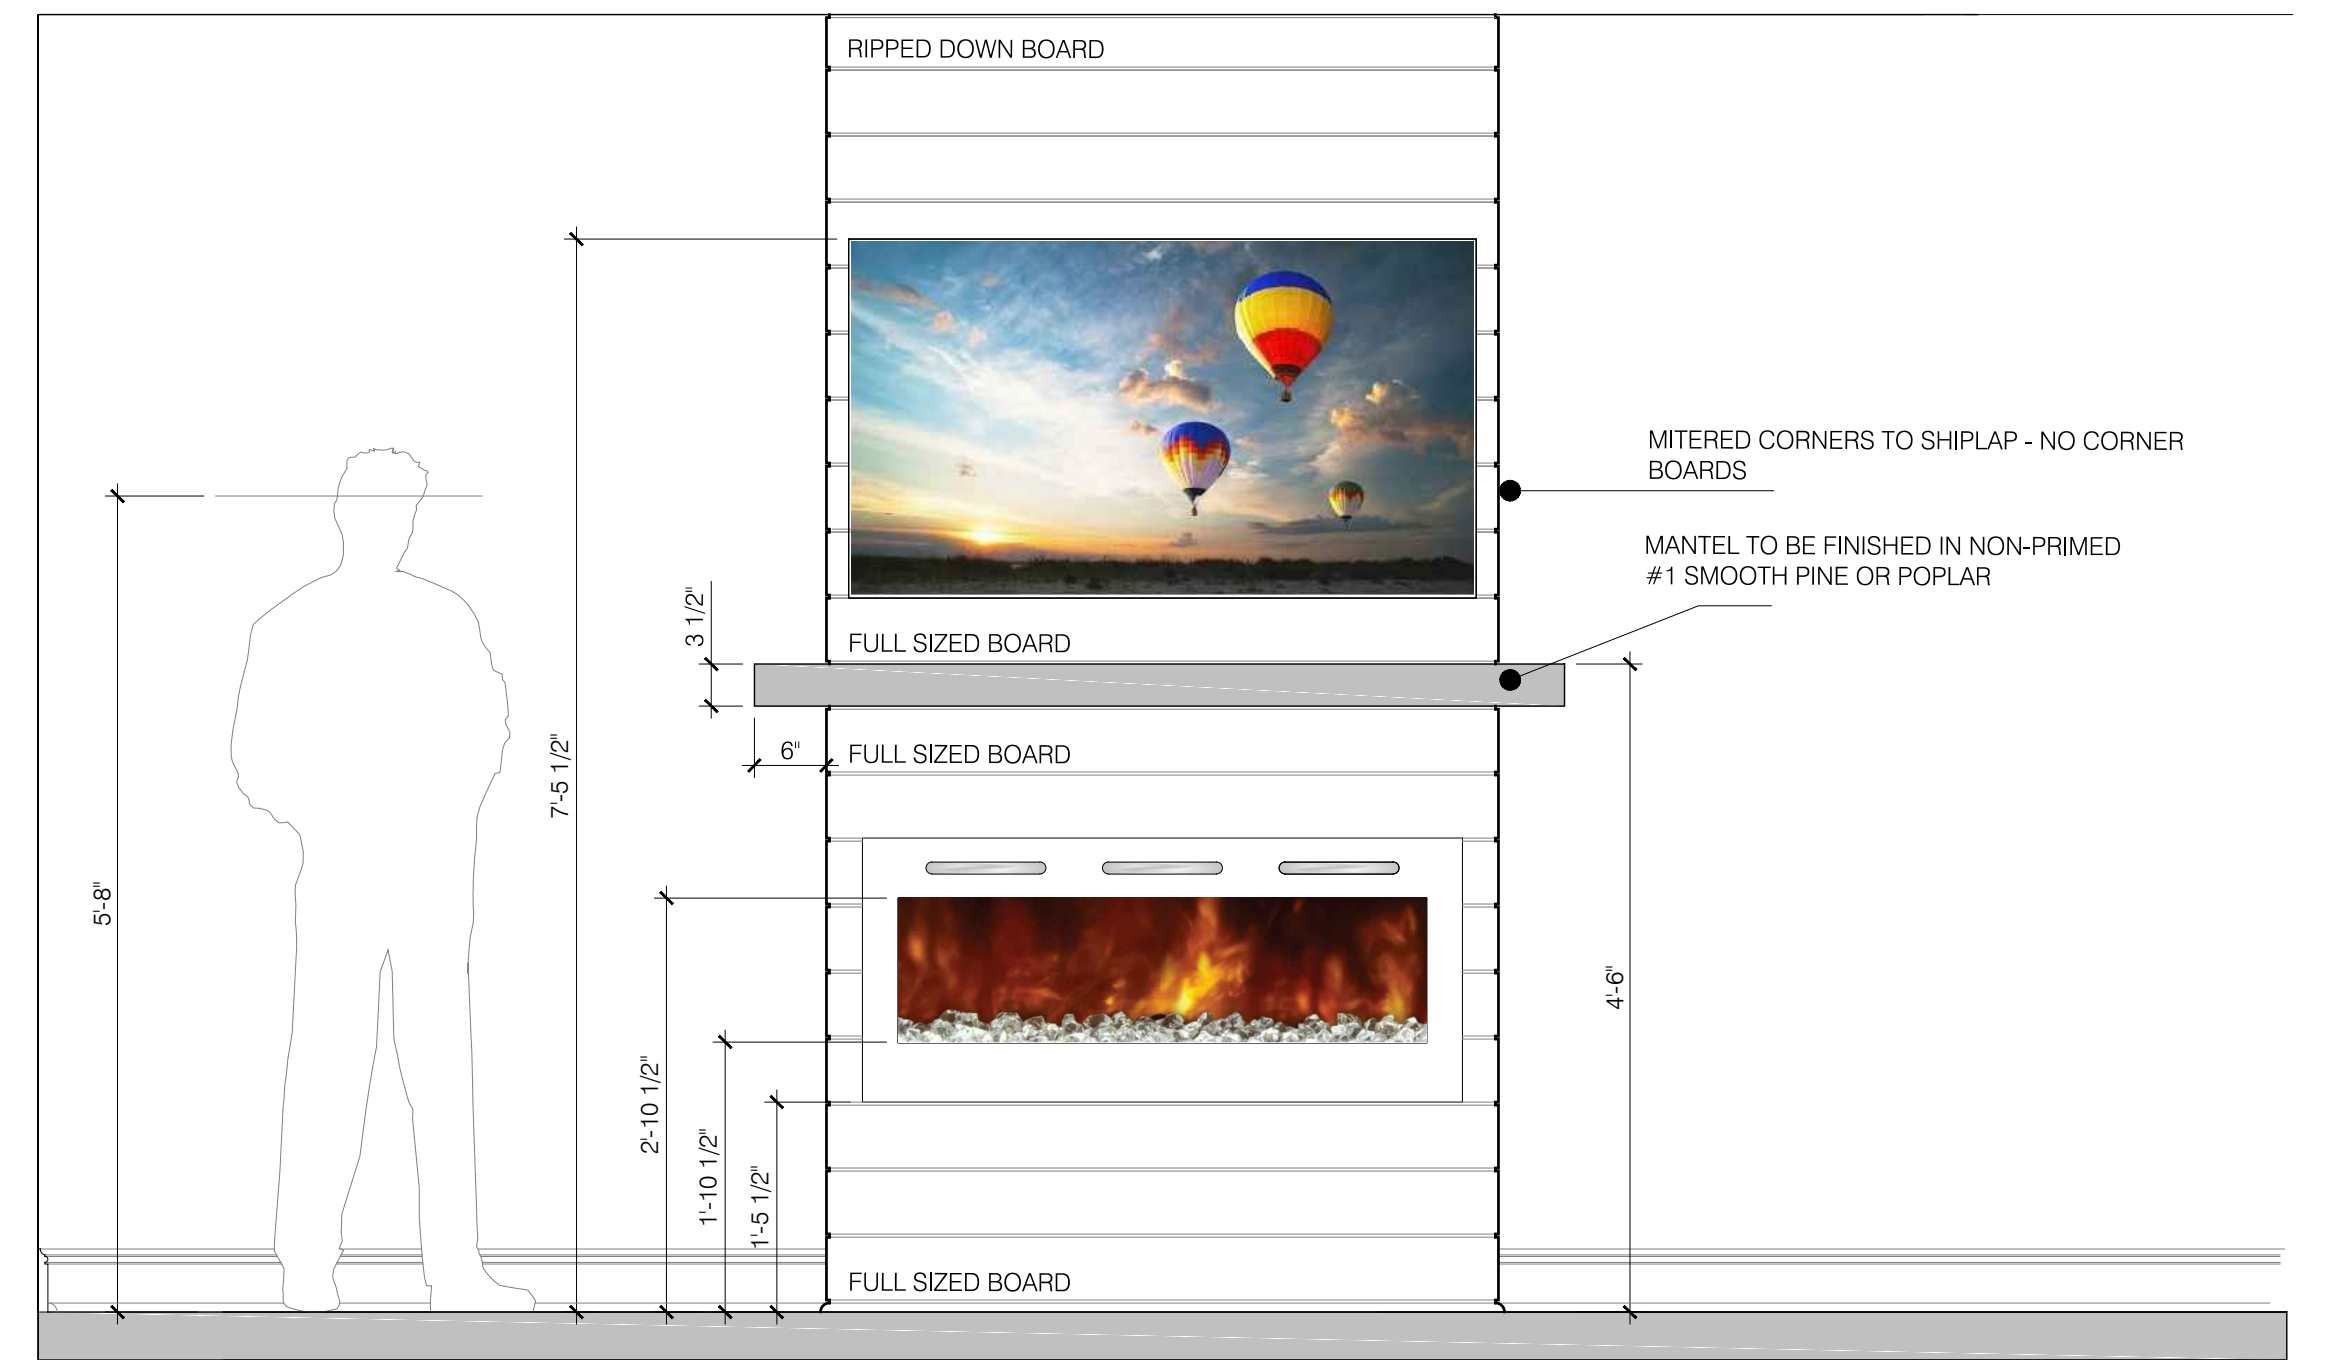 RIPPED DOWN BOARD
MITERED CORNERS TO SHIPLAP - NO CORNER
BOARDS
MANTEL TO BE FINISHED IN NON-PRIMED
#1 SMOOTH PINE OR POPLAR
3 1/2"
FULL SIZED BOARD
6"
FULL SIZED BOARD
7'-5 1/2"
5'-8"
4'-6"
2'-10 1/2"
1'-10 1/2"
1'-5 1/2"
FULL SIZED BOARD